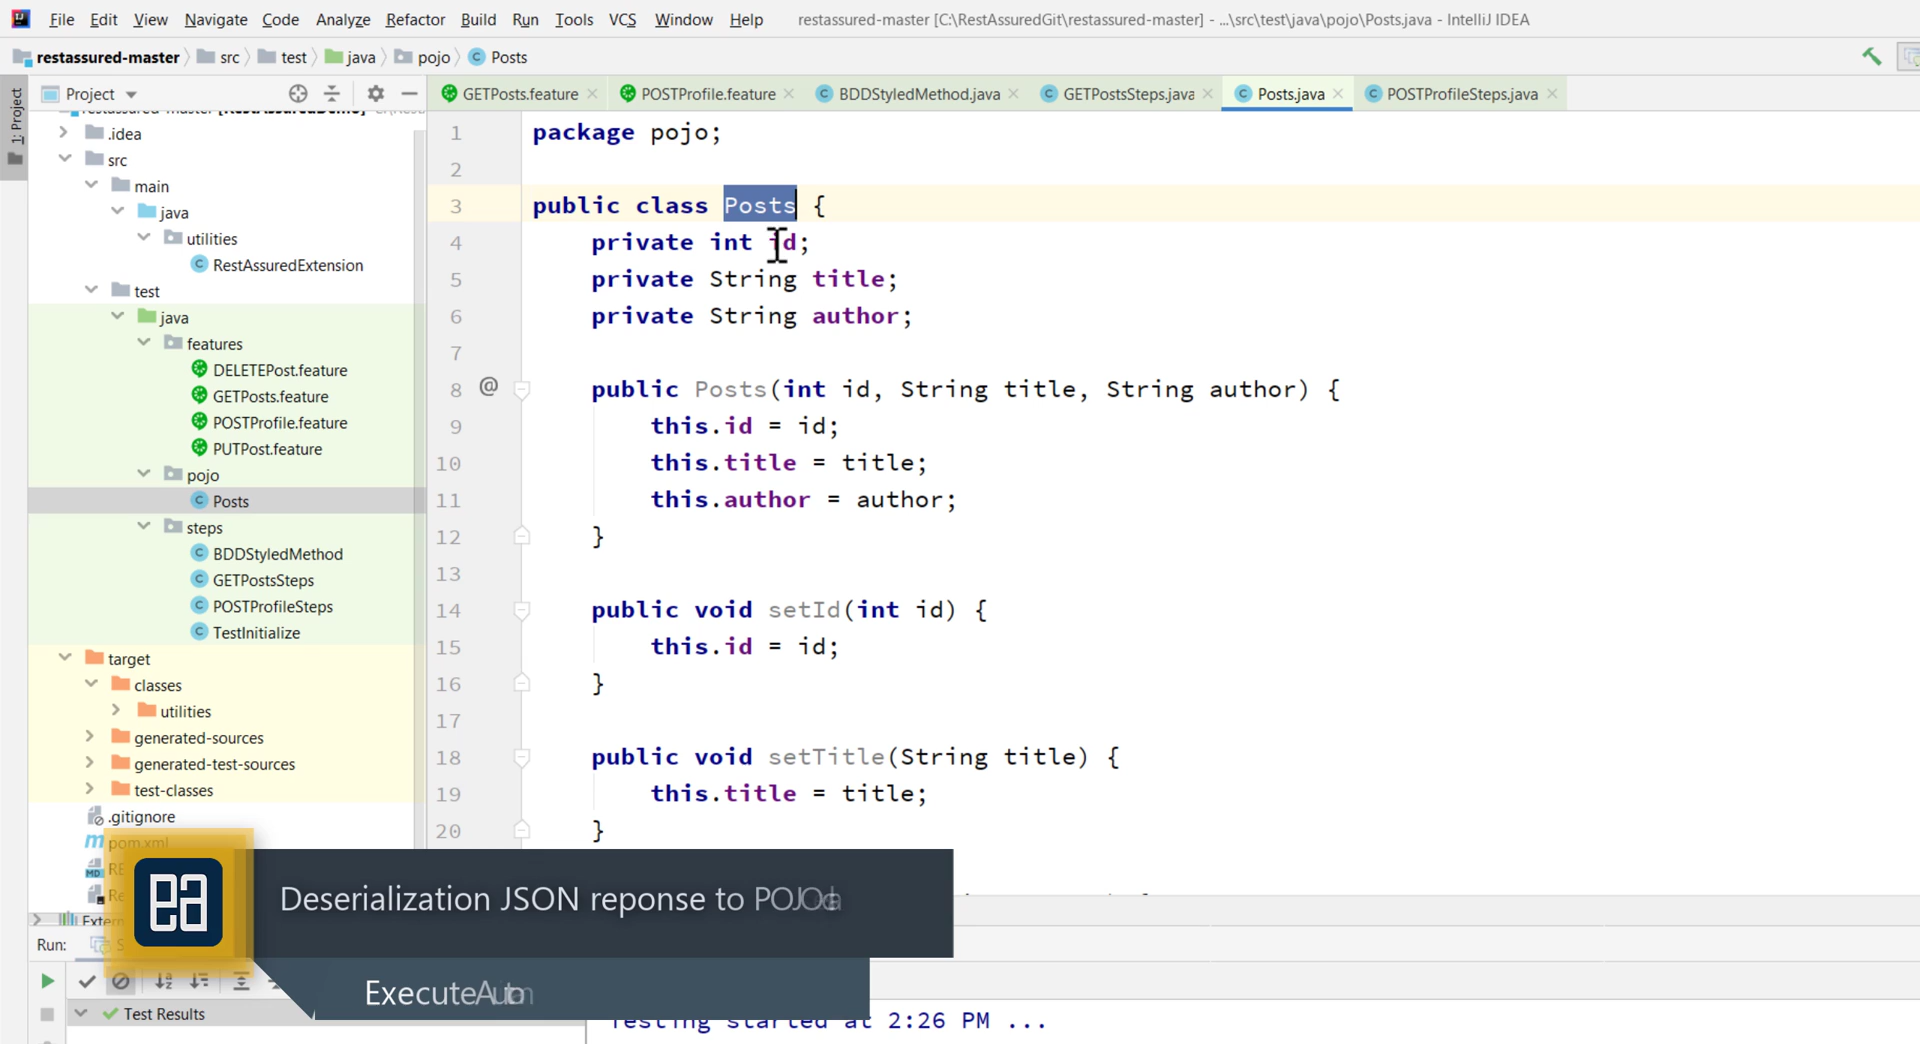 File Edit View Navigate Code Analyze Refactor Build Run Tools VCS Window Help restassured-master [C:\RestAssuredGit\restassured-master] - ...\src\test\java\pojo\Posts.java - IntelliJ IDEA
restassured-master src test java pojo Posts
1: Project
Project
GETPosts.feature POSTProfile.feature BDDStyledMethod.java GETPostsSteps.java Posts.java POSTProfileSteps.java
.idea
src
main
java
utilities
RestAssuredExtension
test
java
features
DELETEPost.feature
GETPosts.feature
POSTProfile.feature
PUTPost.feature
pojo
Posts
steps
BDDStyledMethod
GETPostsSteps
POSTProfileSteps
TestInitialize
target
classes
utilities
generated-sources
generated-test-sources
test-classes
.gitignore
pom.xml
1 package pojo;
2
3 public class Posts {
4 private int id;
5 private String title;
6 private String author;
7
8 @ public Posts(int id, String title, String author) {
9 this.id = id;
10 this.title = title;
11 this.author = author;
12 }
13
14 public void setId(int id) {
15 this.id = id;
16 }
17
18 public void setTitle(String title) {
19 this.title = title;
20 }
ea
Deserialization JSON reponse to POJO
Run:
Test Results
Testing started at 2:26 PM ...